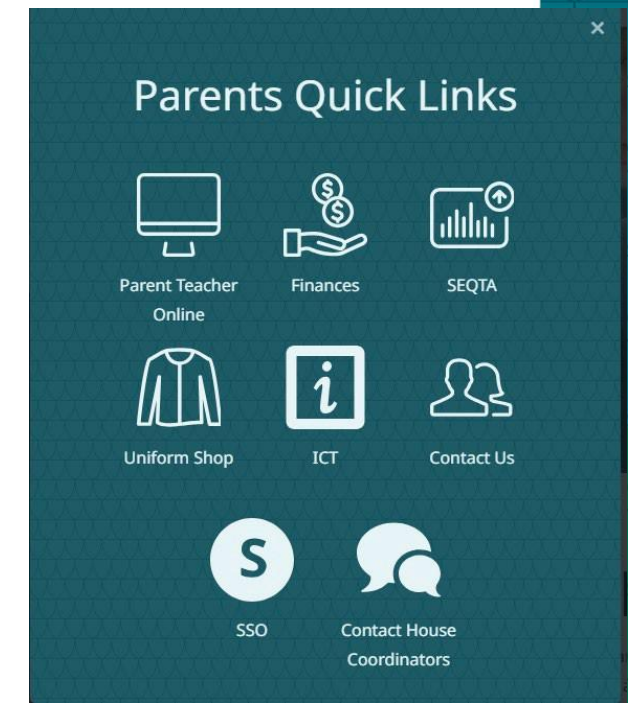 ×
Parents Quick Links
$
$
Parent Teacher
Online
Finances
SEQTA
i
Uniform Shop
ICT
Contact Us
S
SSO
Contact House
Coordinators